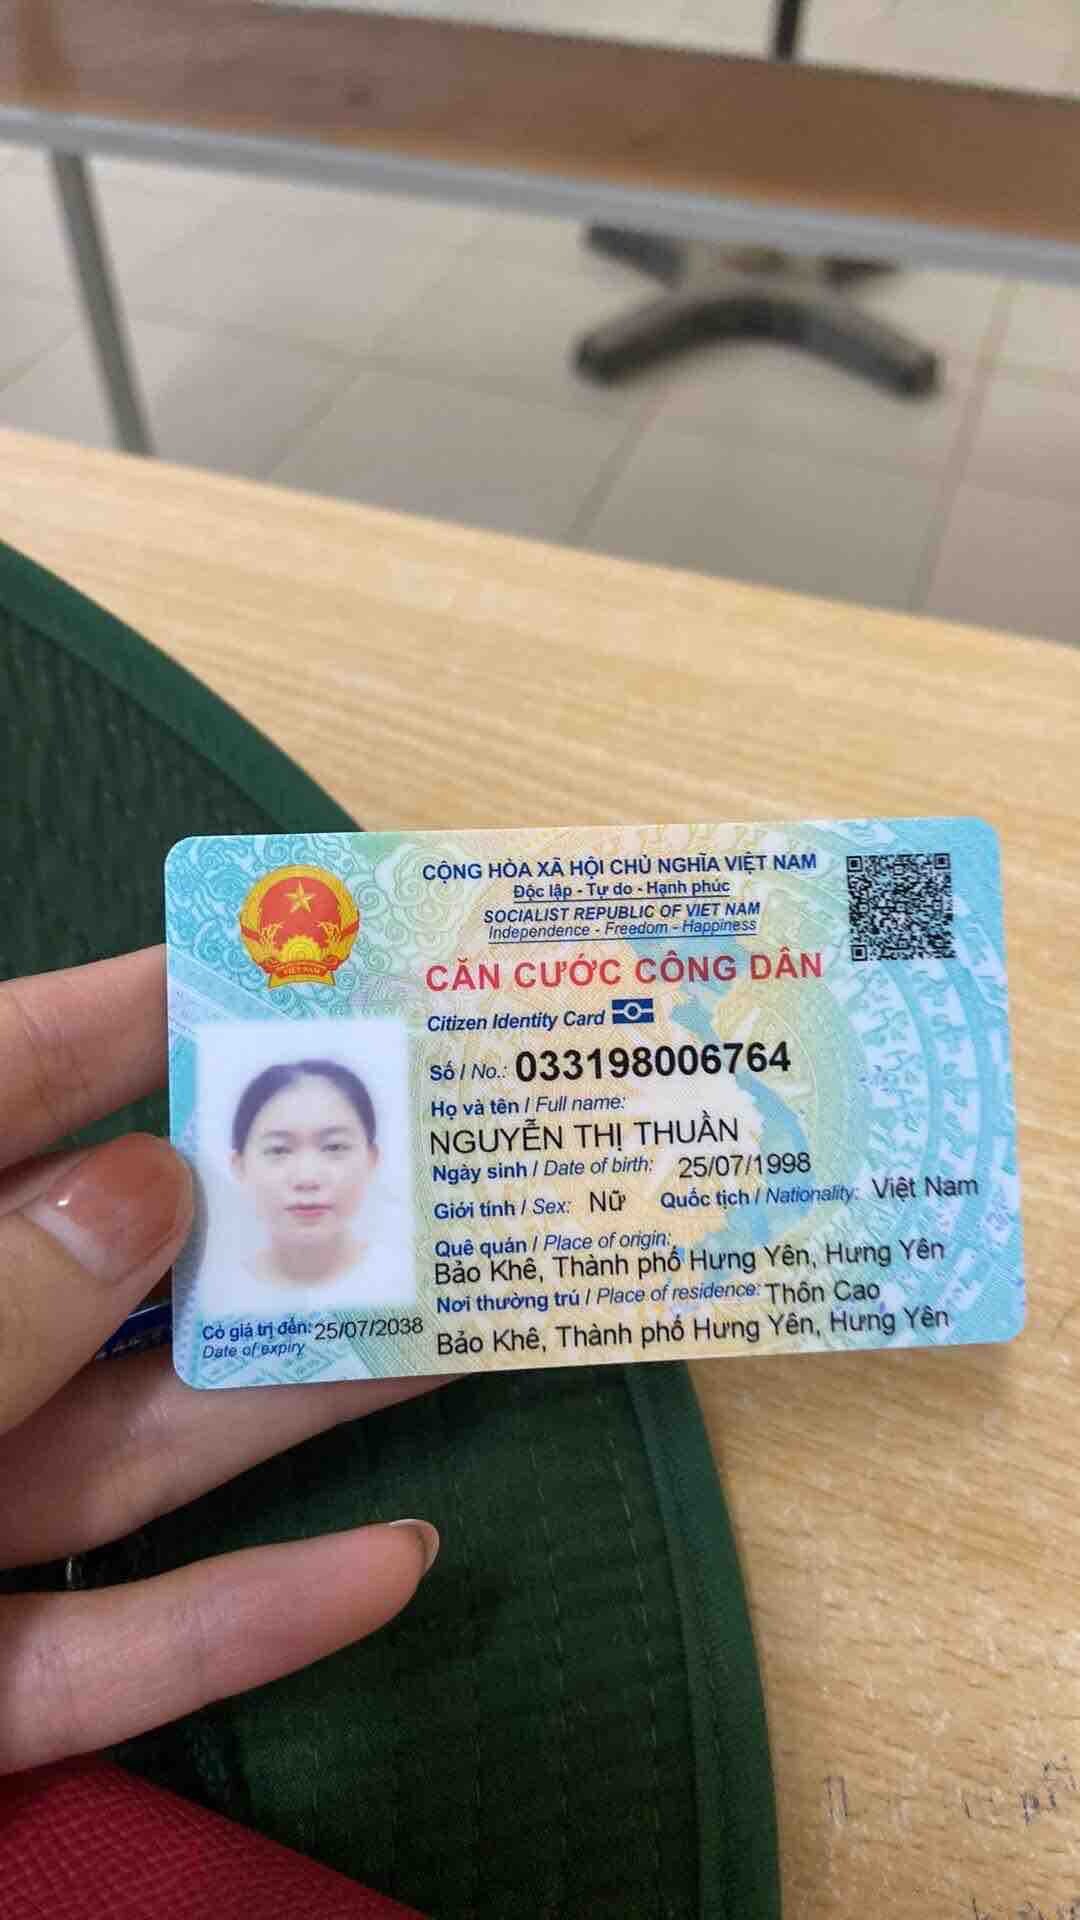 CỘNG HÒA XÃ HỘI CHỦ NGHĨA VIỆT NAM
Độc lập - Tự do - Hạnh phúc
SOCIALIST REPUBLIC OF VIET NAM
Independence - Freedom - Happiness
CĂN CƯỚC CÔNG DÂN
Citizen Identity Card
Số / No.: 033198006764
Họ và tên / Full name:
NGUYỄN THỊ THUẦN
Ngày sinh / Date of birth: 25/07/1998
Giới tính / Sex: Nữ Quốc tịch / Nationality: Việt Nam
Quê quán / Place of origin:
Bảo Khê, Thành phố Hưng Yên, Hưng Yên
Nơi thường trú / Place of residence: Thôn Cao
Bảo Khê, Thành phố Hưng Yên, Hưng Yên
Có giá trị đến: 25/07/2038
Date of expiry
VIỆT NAM